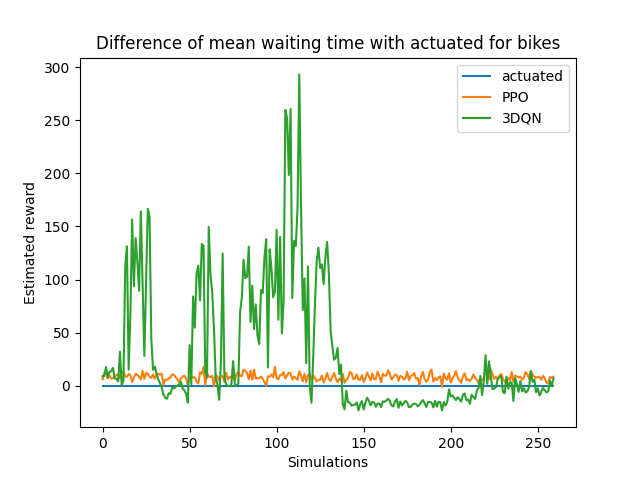 Difference of mean waiting time with actuated for bikes
actuated
PPO
3DQN
Estimated reward
300
250
200
150
100
50
0
0 50 100 150 200 250
Simulations